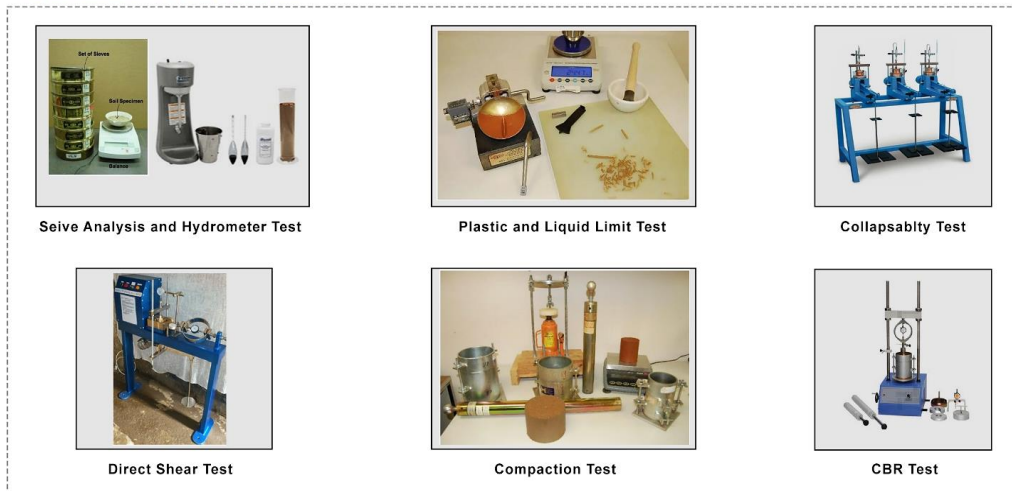 Set of Sieves
Soil Specimen
Balance
Seive Analysis and Hydrometer Test
Plastic and Liquid Limit Test
Collapsablty Test
Direct Shear Test
Compaction Test
CBR Test